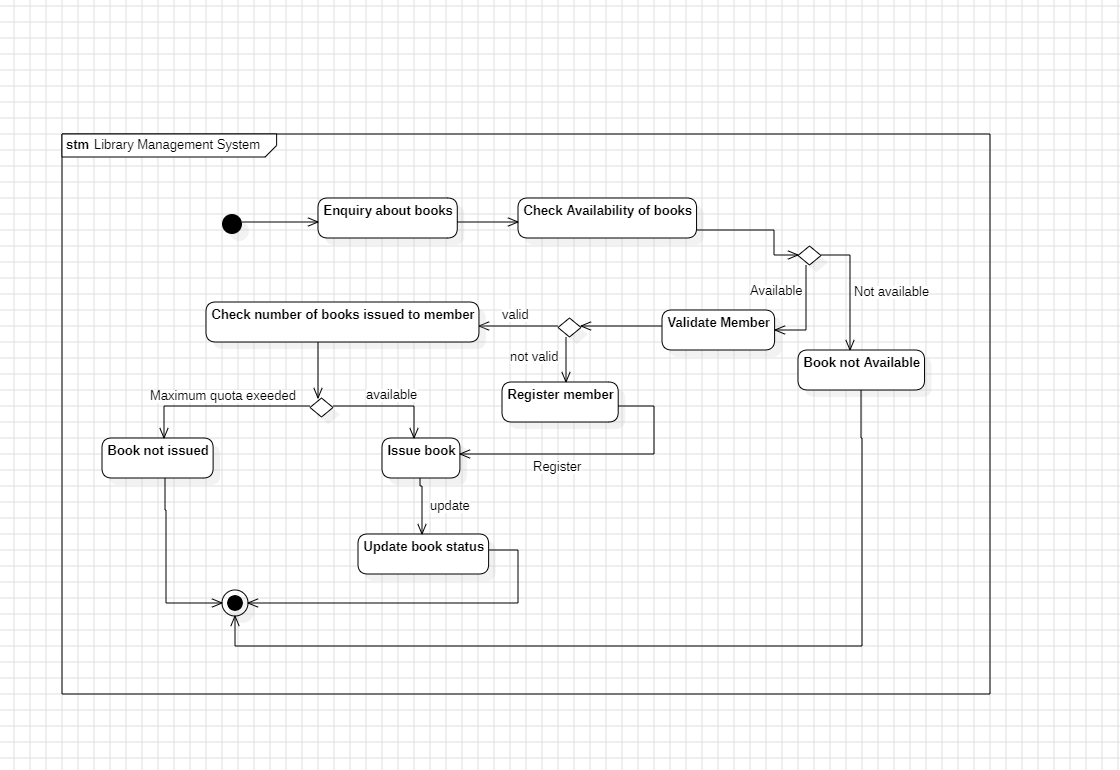 stm Library Management System
Enquiry about books
Check Availability of books
Available
Not available
Check number of books issued to member
valid
Validate Member
not valid
Book not Available
Maximum quota exeeded
available
Register member
Book not issued
Issue book
Register
update
Update book status